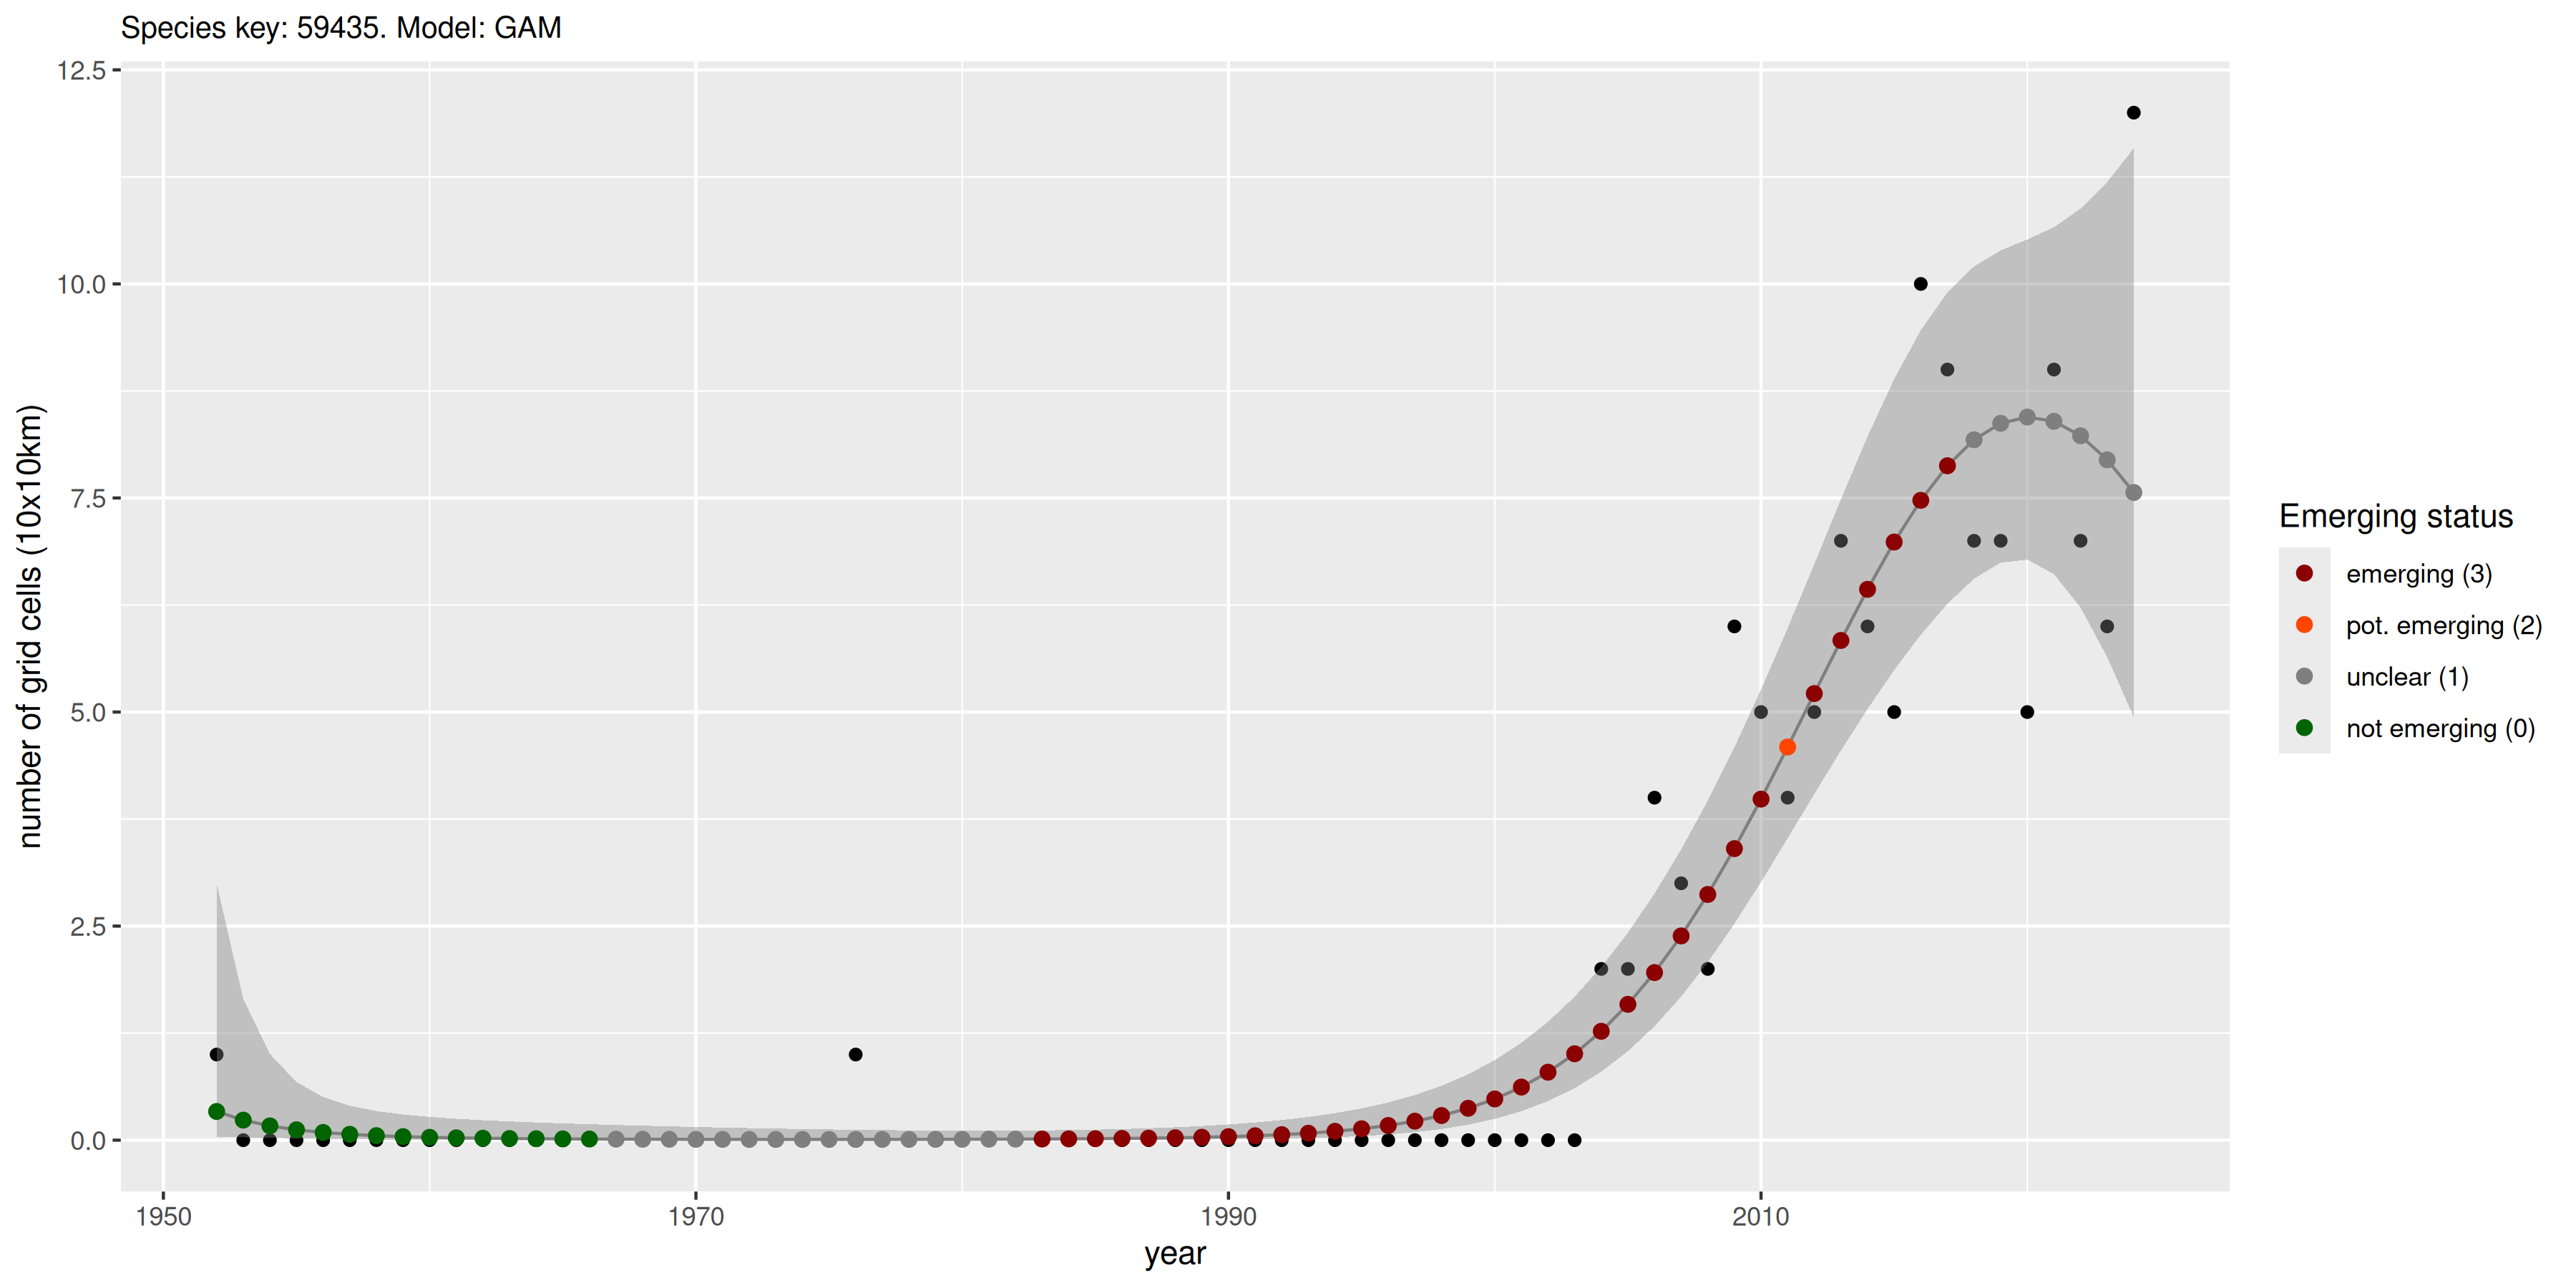 Species key: 59435. Model: GAM
12.5
10.0
7.5
5.0
2.5
0.0
number of grid cells (10x10km)
1950
1970
1990
2010
year
Emerging status
emerging (3)
pot. emerging (2)
unclear (1)
not emerging (0)